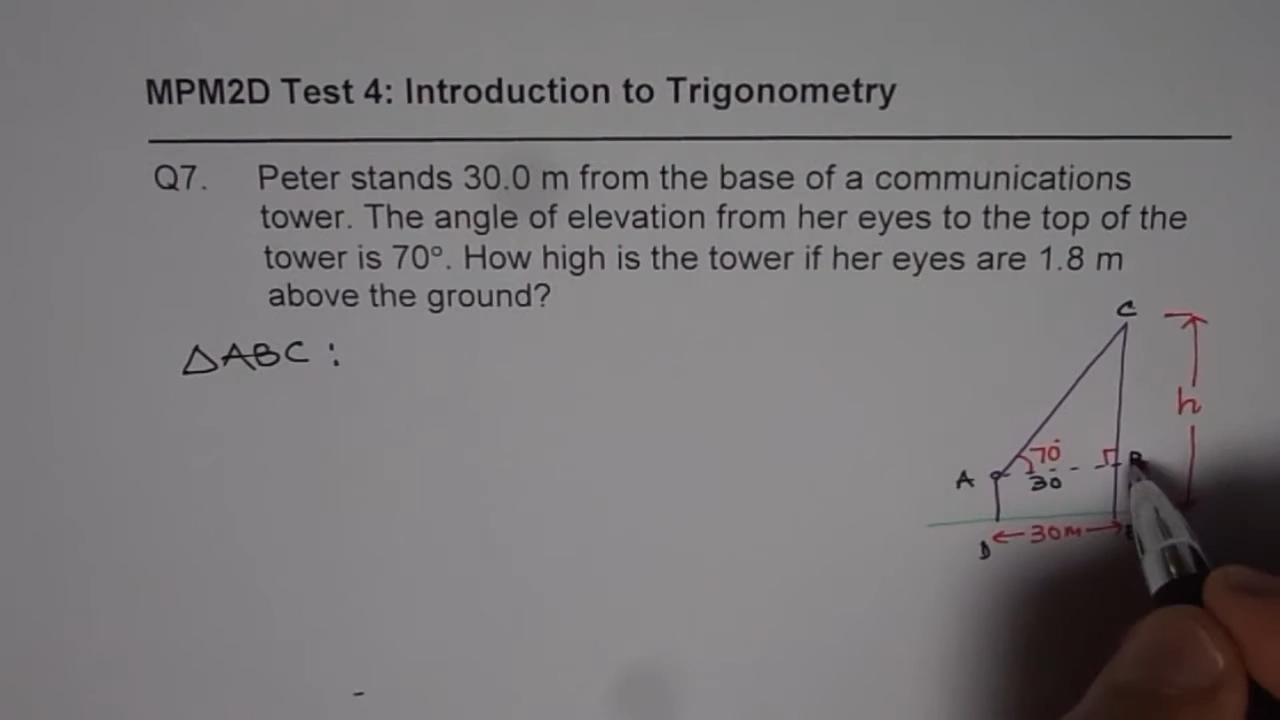 MPM2D Test 4: Introduction to Trigonometry
Q7. Peter stands 30.0 m from the base of a communications
tower. The angle of elevation from her eyes to the top of the
tower is 70°. How high is the tower if her eyes are 1.8 m
above the ground?
△ABC :
C
h
70°
A
30
B
30m
D